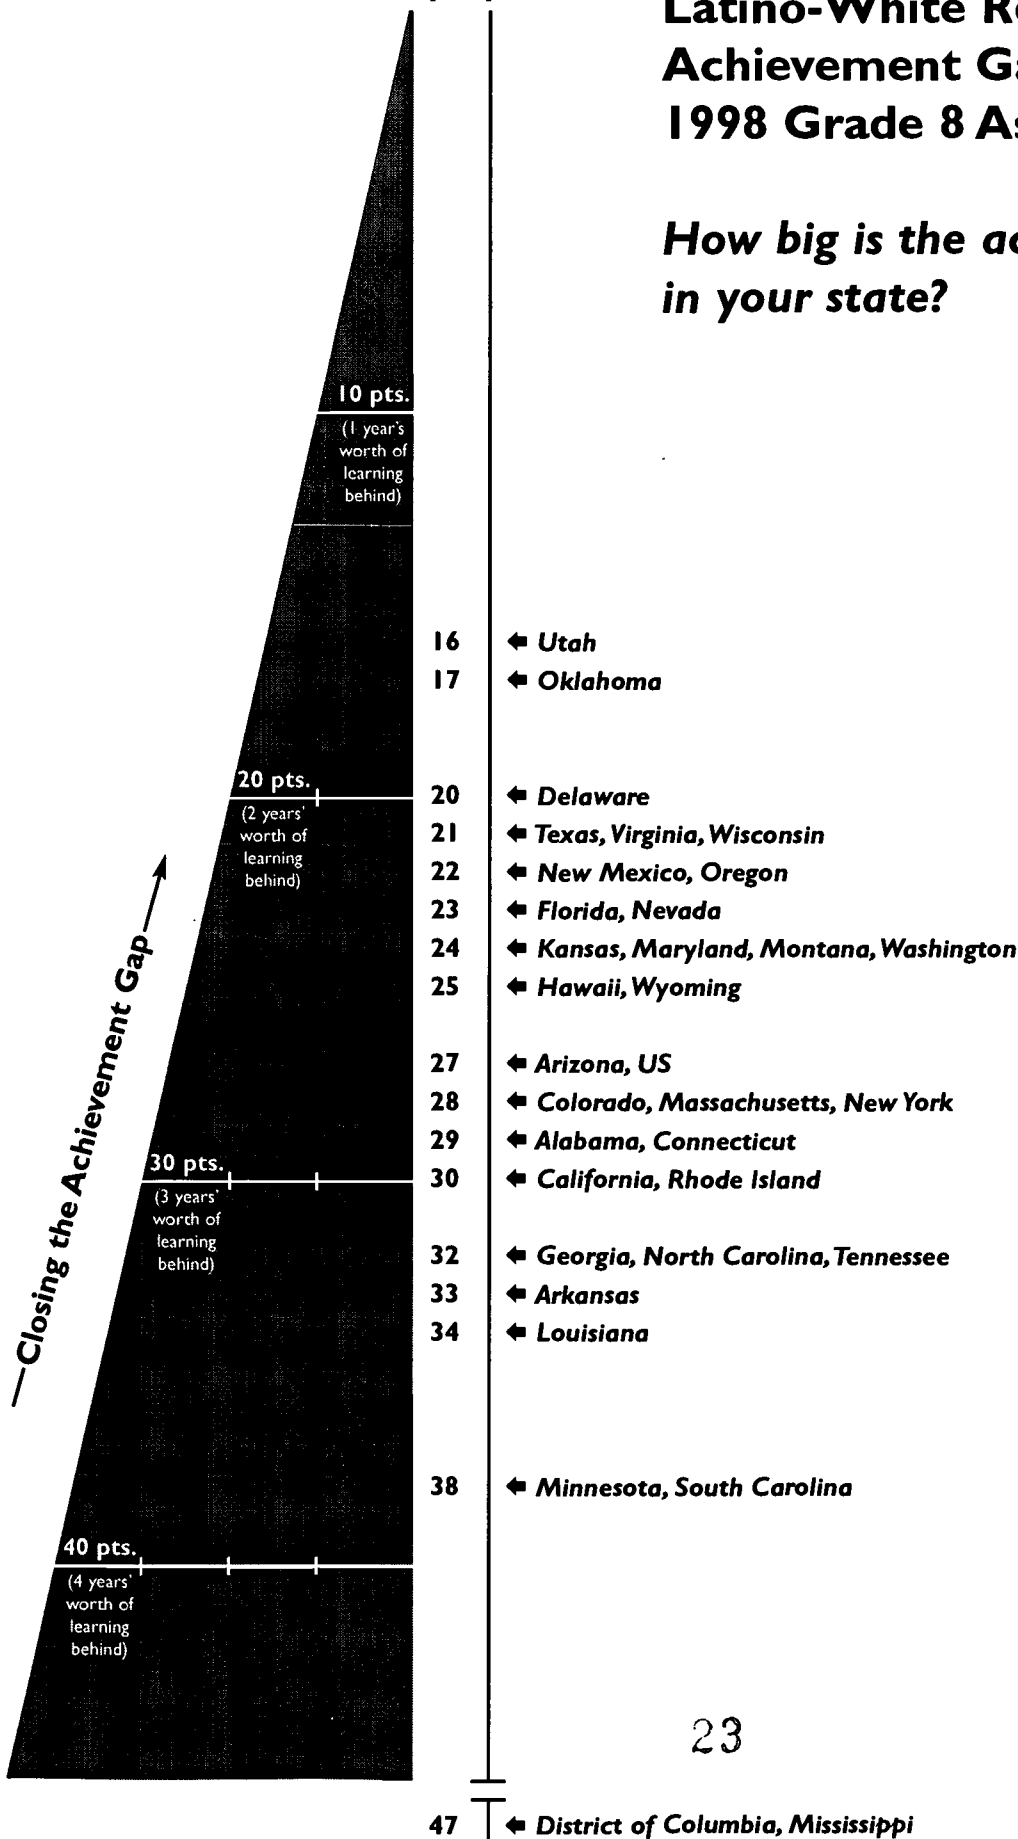 Latino-White
Achievement
1998 Grade 8
How big is the
in your state?
10 pts.
(1 year's
worth of
learning
behind)
16 Utah
17 Oklahoma
20 pts.
(2 years'
worth of
learning
behind)
20 Delaware
21 Texas, Virginia, Wisconsin
22 New Mexico, Oregon
23 Florida, Nevada
24 Kansas, Maryland, Montana, Washington
25 Hawaii, Wyoming
27 Arizona, US
28 Colorado, Massachusetts, New York
29 Alabama, Connecticut
30 pts.
(3 years'
worth of
learning
behind)
30 California, Rhode Island
32 Georgia, North Carolina, Tennessee
33 Arkansas
34 Louisiana
38 Minnesota, South Carolina
40 pts.
(4 years'
worth of
learning
behind)
Closing the Achievement Gap
23
47 District of Columbia, Mississippi